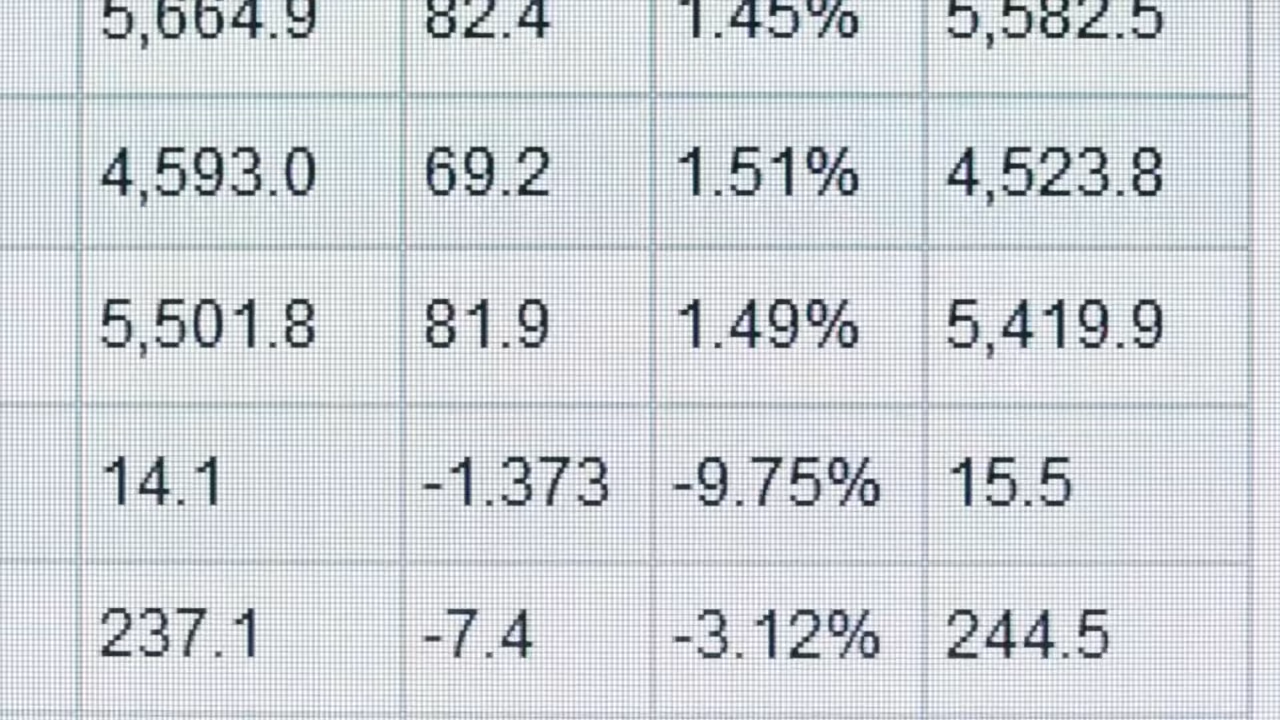 5,664.9 82.4 1.45% 5,582.5
4,593.0 69.2 1.51% 4,523.8
5,501.8 81.9 1.49% 5,419.9
14.1 -1.373 -9.75% 15.5
237.1 -7.4 -3.12% 244.5